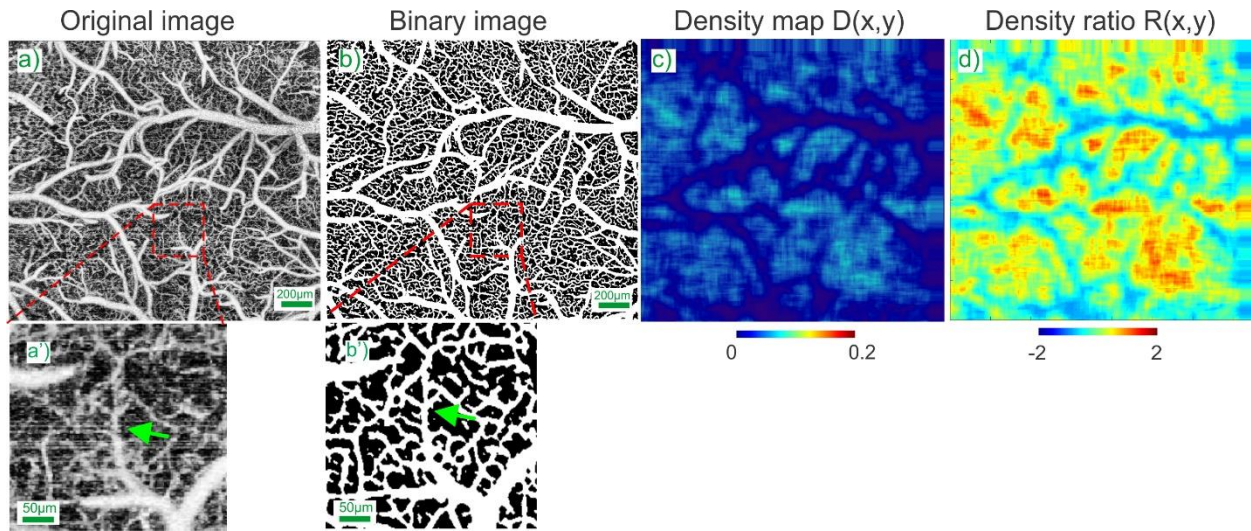 Original image
Binary image
Density map D(x,y)
Density ratio R(x,y)
a)
b)
c)
d)
200µm
200µm
0
0.2
-2
2
a')
b')
50µm
50µm